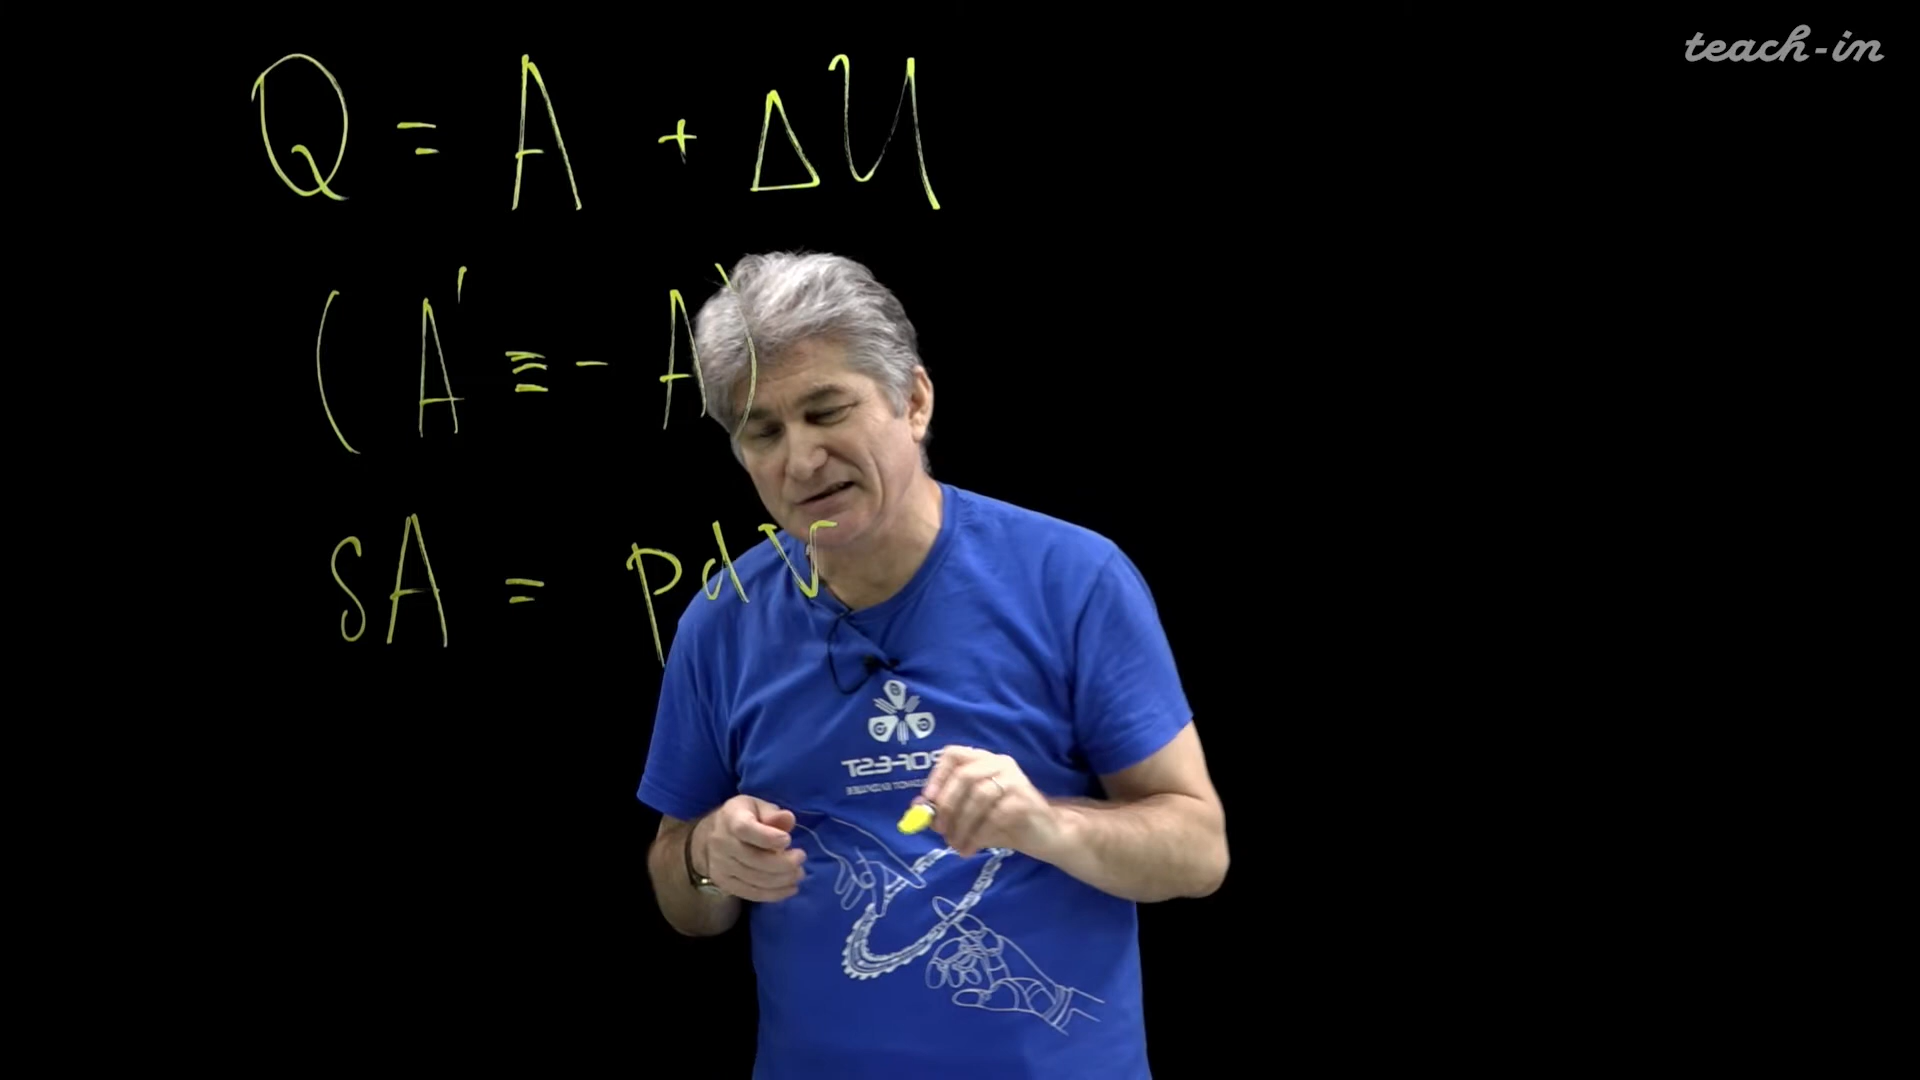 teach-in
Q = A + ΔU
(A' ≡ - A)
δA = pdV